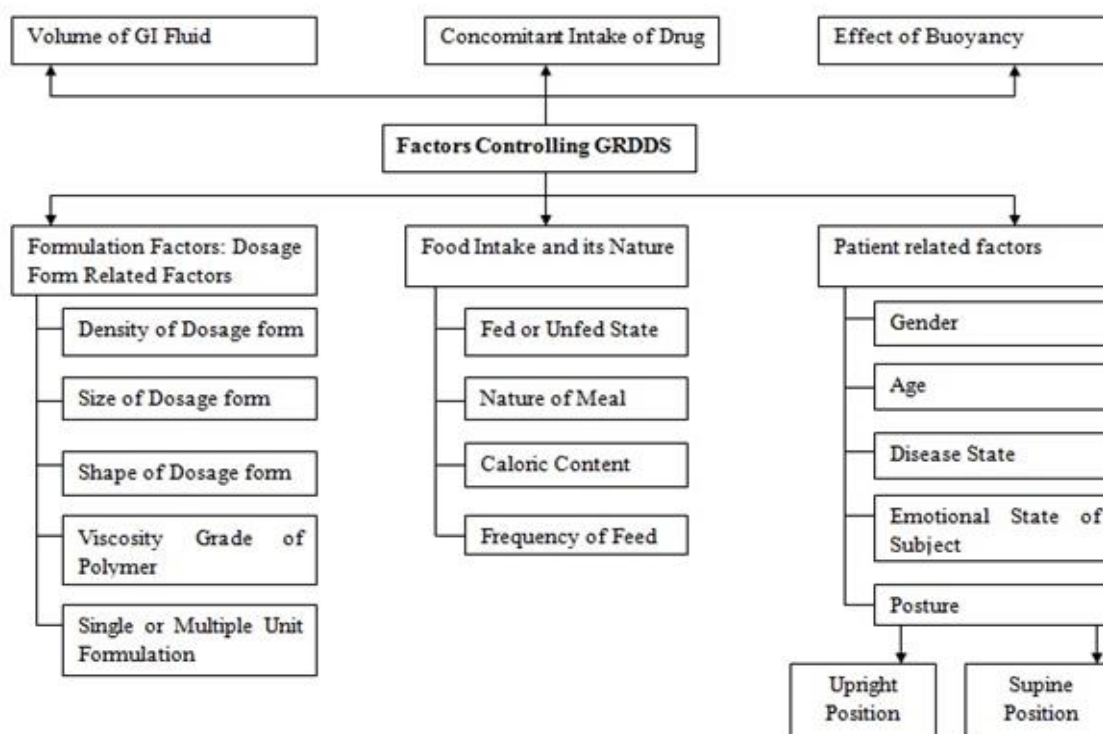 Volume of GI Fluid
Concomitant Intake of Drug
Effect of Buoyancy
Factors Controlling GRDDS
Formulation Factors: Dosage
Form Related Factors
Density of Dosage form
Size of Dosage form
Shape of Dosage form
Viscosity Grade of
Polymer
Single or Multiple Unit
Formulation
Food Intake and its Nature
Fed or Unfed State
Nature of Meal
Caloric Content
Frequency of Feed
Patient related factors
Gender
Age
Disease State
Emotional State of
Subject
Posture
Upright
Position
Supine
Position